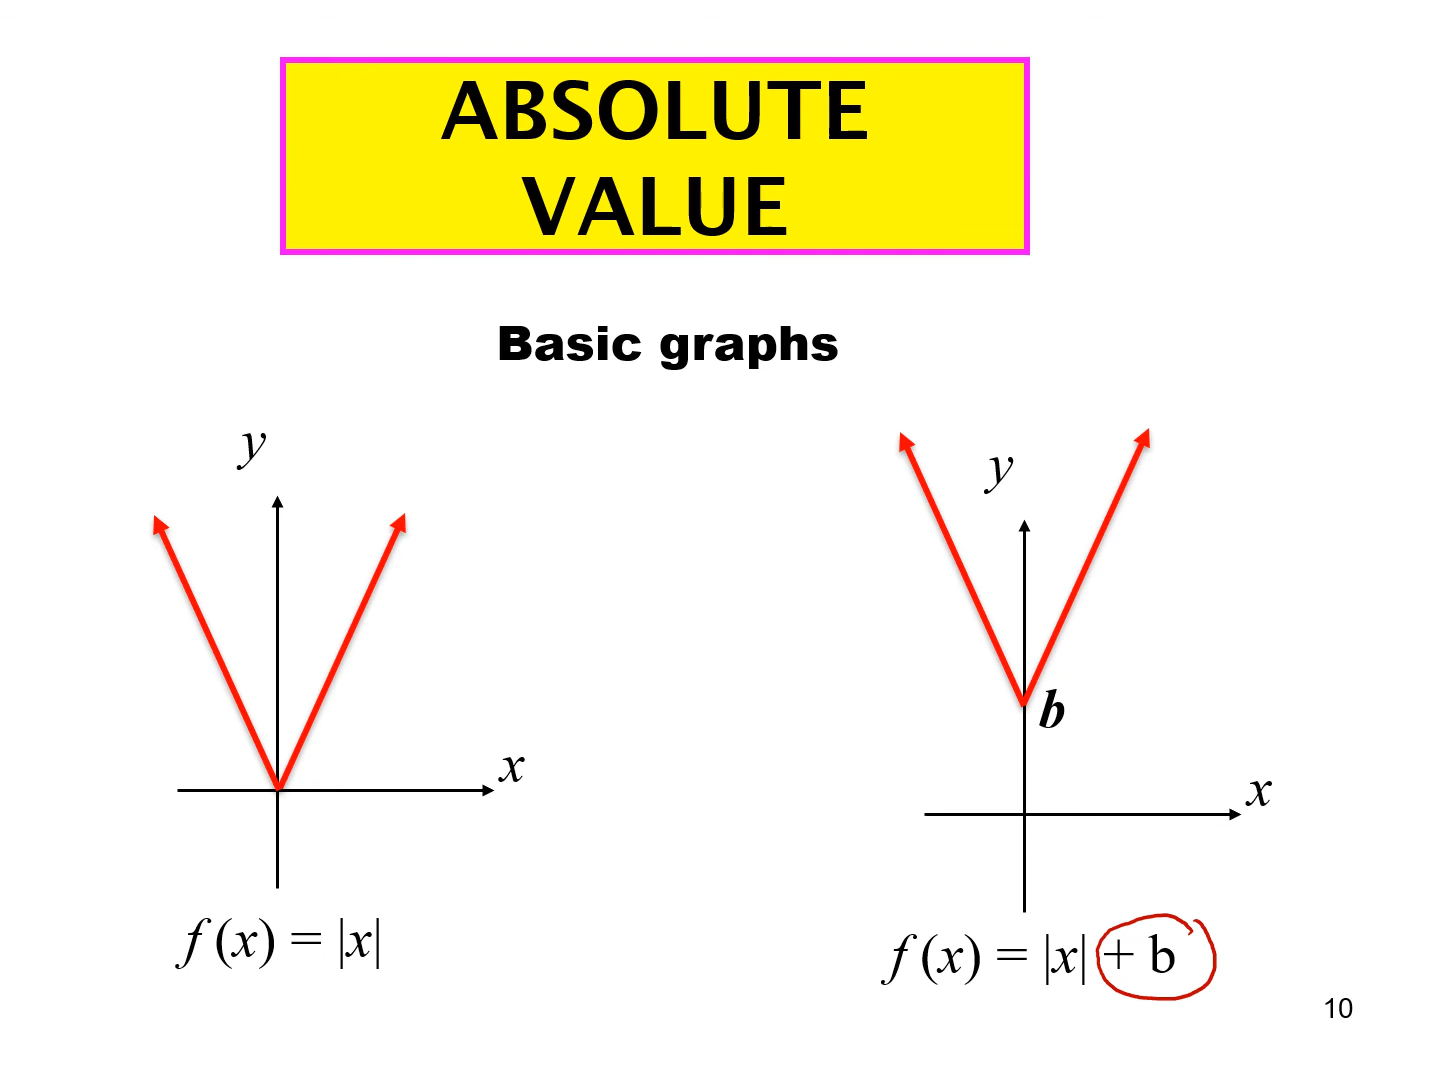 ABSOLUTE
VALUE
Basic graphs
y
x
f (x) = |x|
y
b
x
f (x) = |x| + b
10